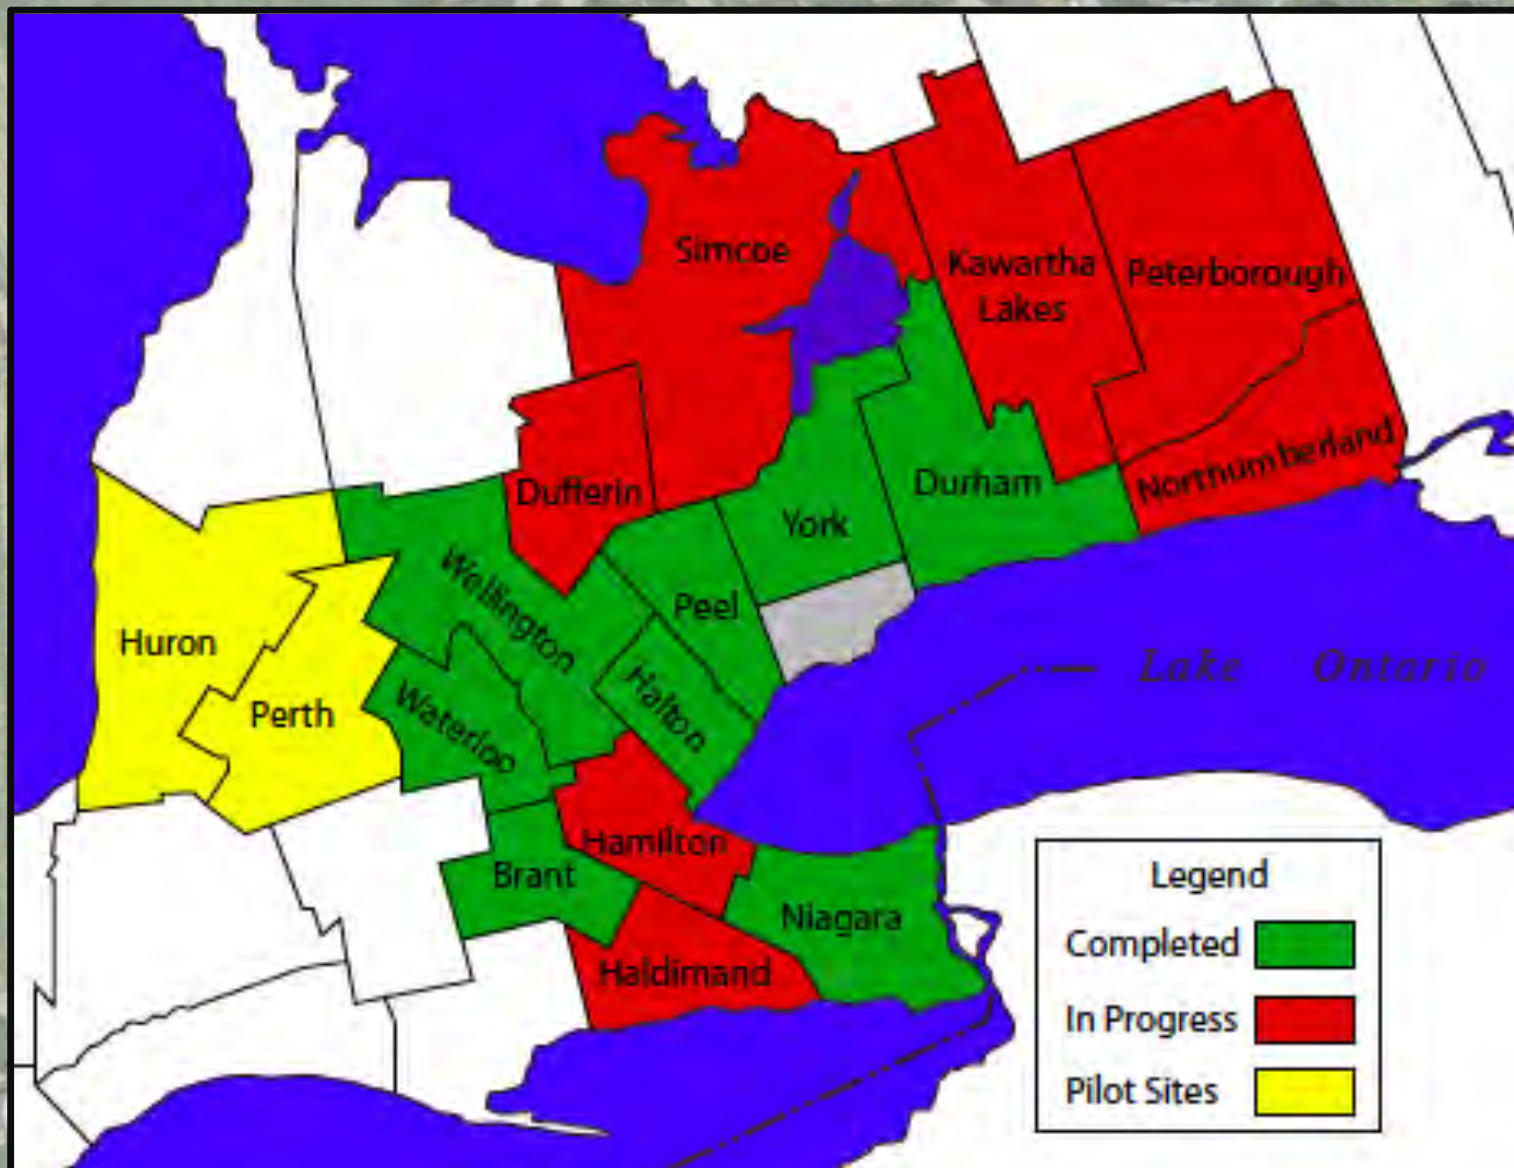 Simcoe
Kawartha
Lakes
Peterborough
Northumberland
Dufferin
Durham
York
Wellington
Peel
Huron
Halton
Perth
Waterloo
Lake Ontario
Hamilton
Brant
Niagara
Haldimand
Legend
Completed
In Progress
Pilot Sites